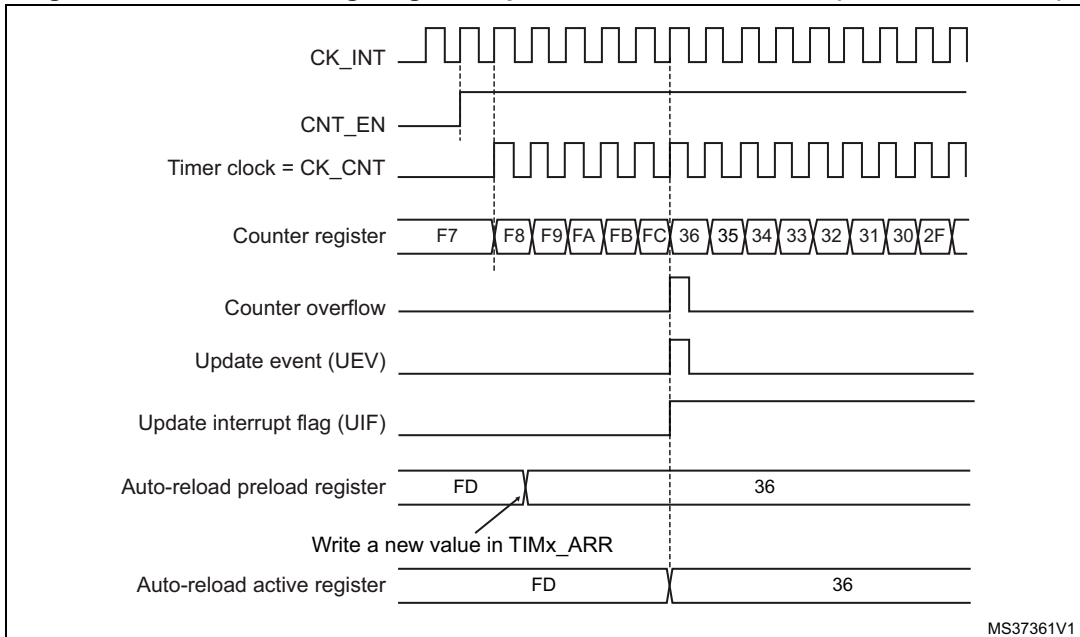 CK_INT
CNT_EN
Timer clock = CK_CNT
Counter register F7 F8 F9 FA FB FC 36 35 34 33 32 31 30 2F
Counter overflow
Update event (UEV)
Update interrupt flag (UIF)
Auto-reload preload register FD 36
Write a new value in TIMx_ARR
Auto-reload active register FD 36
MS37361V1